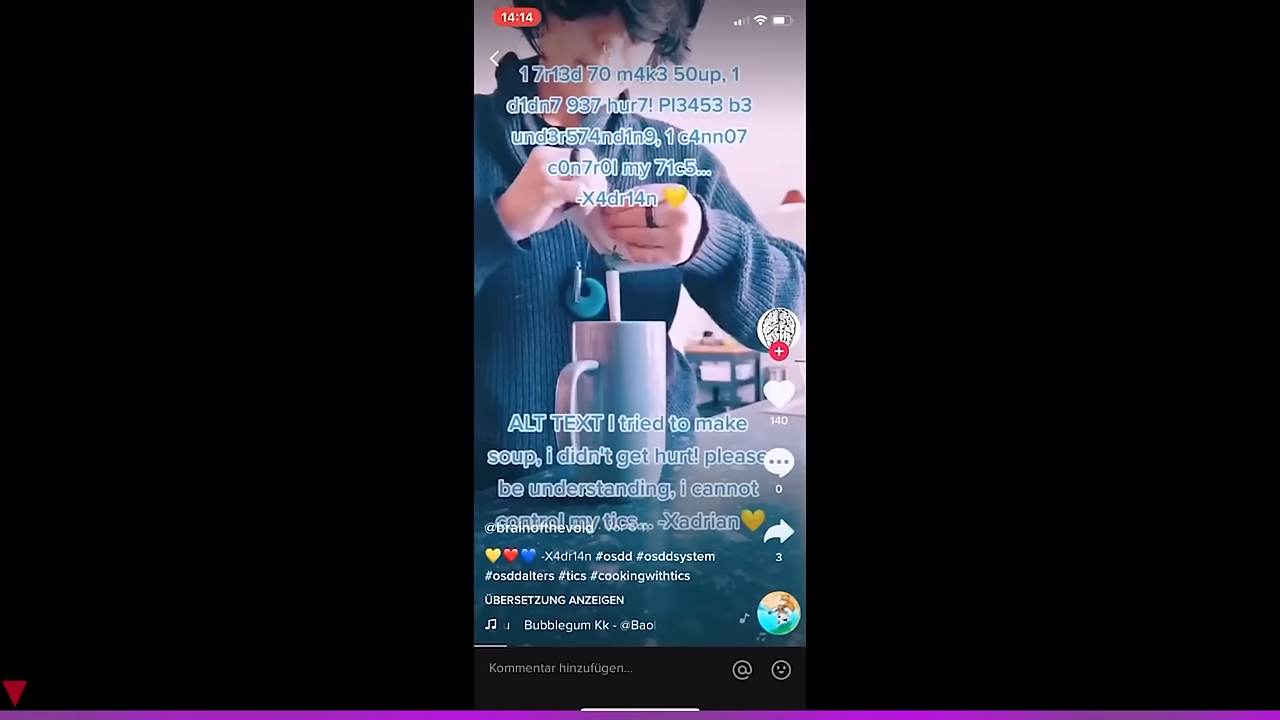 14:14
1 7r13d 70 m4k3 50up, 1
d1dn7 937 hur7! Pl3453 b3
und3r574nd1n9, 1 c4nn07
c0n7r0l my 71c5...
-X4dr14n 💛
ALT TEXT I tried to make
soup, i didn't get hurt! please
be understanding, i cannot
control my tics... -Xadrian💛
140
0
@brainofthevoid
3
💛❤️💙 -X4dr14n #osdd #osddsystem
#osddalters #tics #cookingwithtics
ÜBERSETZUNG ANZEIGEN
Bubblegum Kk - @Bao
Kommentar hinzufügen...